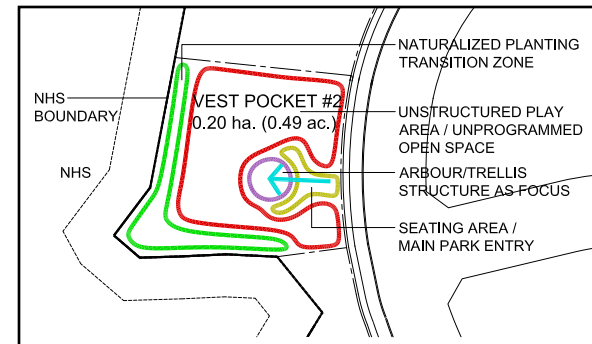 NATURALIZED PLANTING
TRANSITION ZONE
NHS
BOUNDARY
VEST POCKET #2
0.20 ha. (0.49 ac.)
UNSTRUCTURED PLAY
AREA / UNPROGRAMMED
OPEN SPACE
NHS
ARBOUR/TRELLIS
STRUCTURE AS FOCUS
SEATING AREA /
MAIN PARK ENTRY